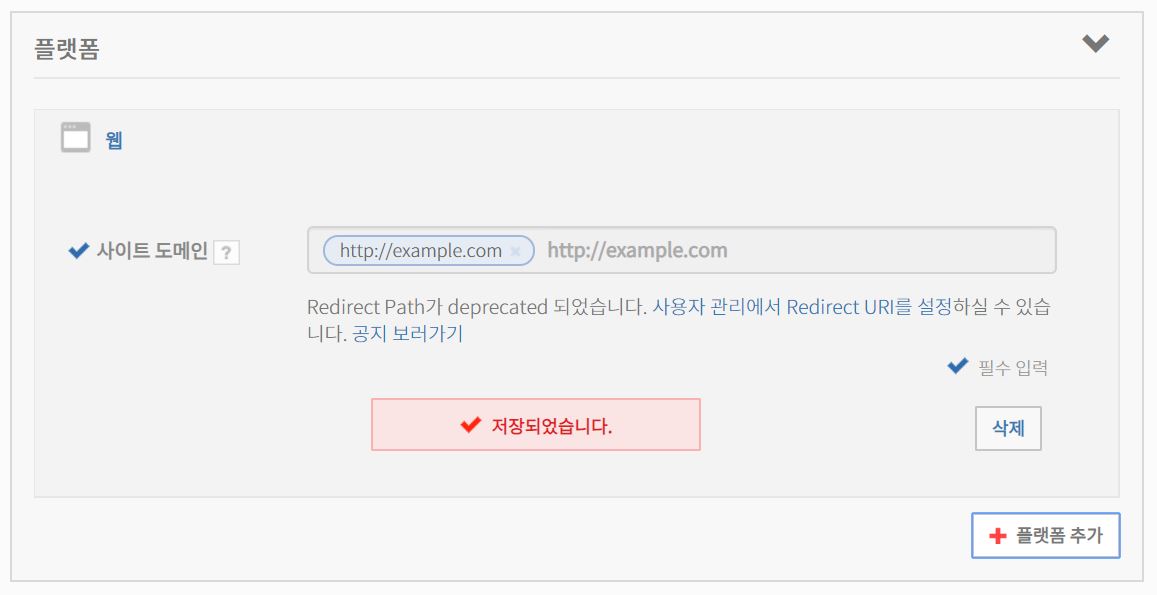 플랫폼
웹
사이트 도메인 ?
http://example.com × http://example.com
Redirect Path가 deprecated 되었습니다. 사용자 관리에서 Redirect URI를 설정하실 수 있습
니다. 공지 보러가기
필수 입력
저장되었습니다.
삭제
플랫폼 추가